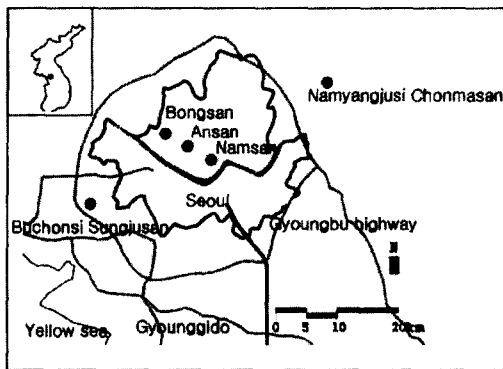 Namyangjusi Chonmasan
Bongsan
Ansan
Namsan
Seoul
Buchonsi Sungjusan
Gyoungbu highway
N
0 5 10 20km
Yellow sea
Gyounggido